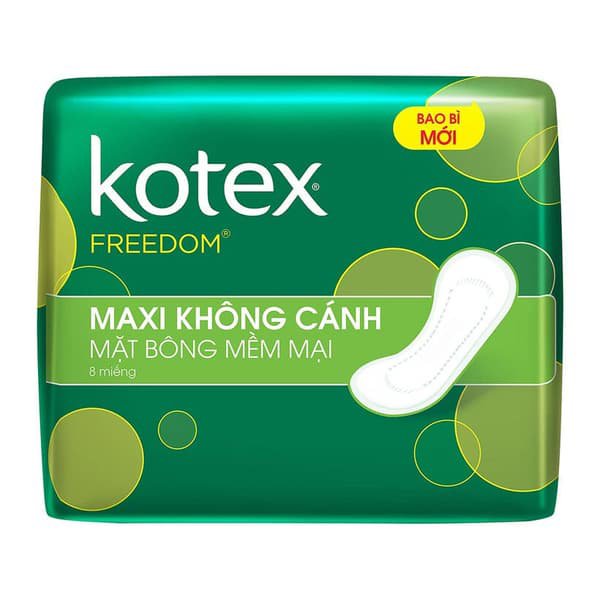 BAO BÌ
MỚI
kotex®
FREEDOM®
MAXI KHÔNG CÁNH
MẶT BÔNG MỀM MẠI
8 miếng